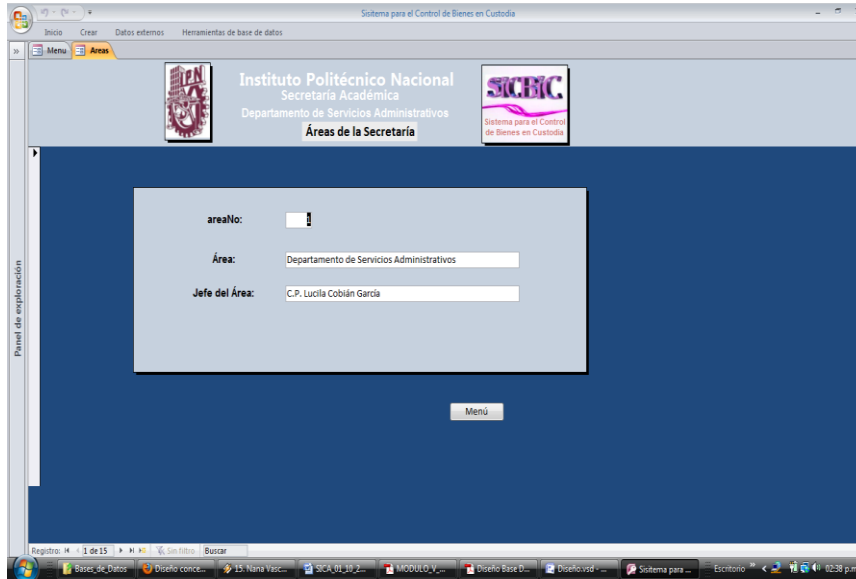 Sisitema para el Control de Bienes en Custodia
Inicio Crear Datos externos Herramientas de base de datos
Menu Areas
IPN
Instituto Politécnico Nacional
Secretaría Académica
Departamento de Servicios Administrativos
Áreas de la Secretaría
SICBiC
Sistema para el Control
de Bienes en Custodia
areaNo: 1
Área: Departamento de Servicios Administrativos
Jefe del Área: C.P. Lucila Cobián García
Menú
Panel de exploración
Registro: 1 de 15 Sin filtro Buscar
Bases_de_Datos Diseño conce... 15. Nana Vasc... SICA_01_10_2... MODULO_V_... Diseño Base D... Diseño.vsd - ... Sisitema para ... Escritorio 02:38 p.m.